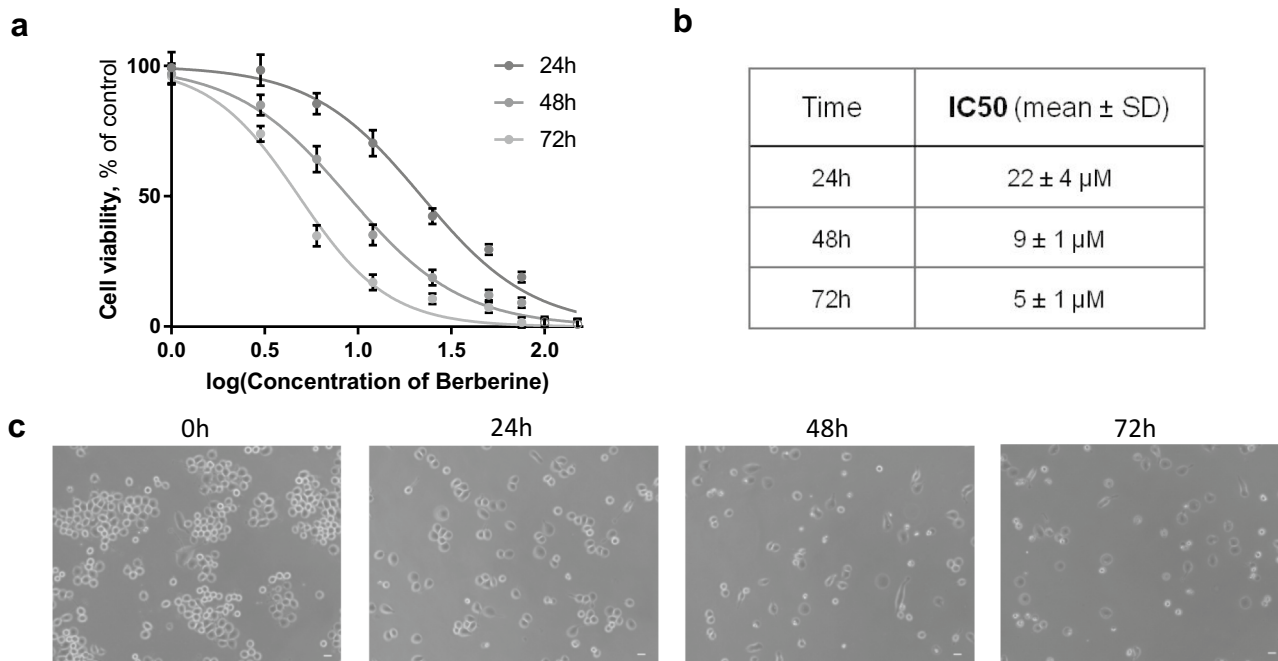 a
Cell viability, % of control
100
50
0
0.0 0.5 1.0 1.5 2.0
log(Concentration of Berberine)
24h
48h
72h
b
Time IC50 (mean ± SD)
24h 22 ± 4 µM
48h 9 ± 1 µM
72h 5 ± 1 µM
c
0h 24h 48h 72h